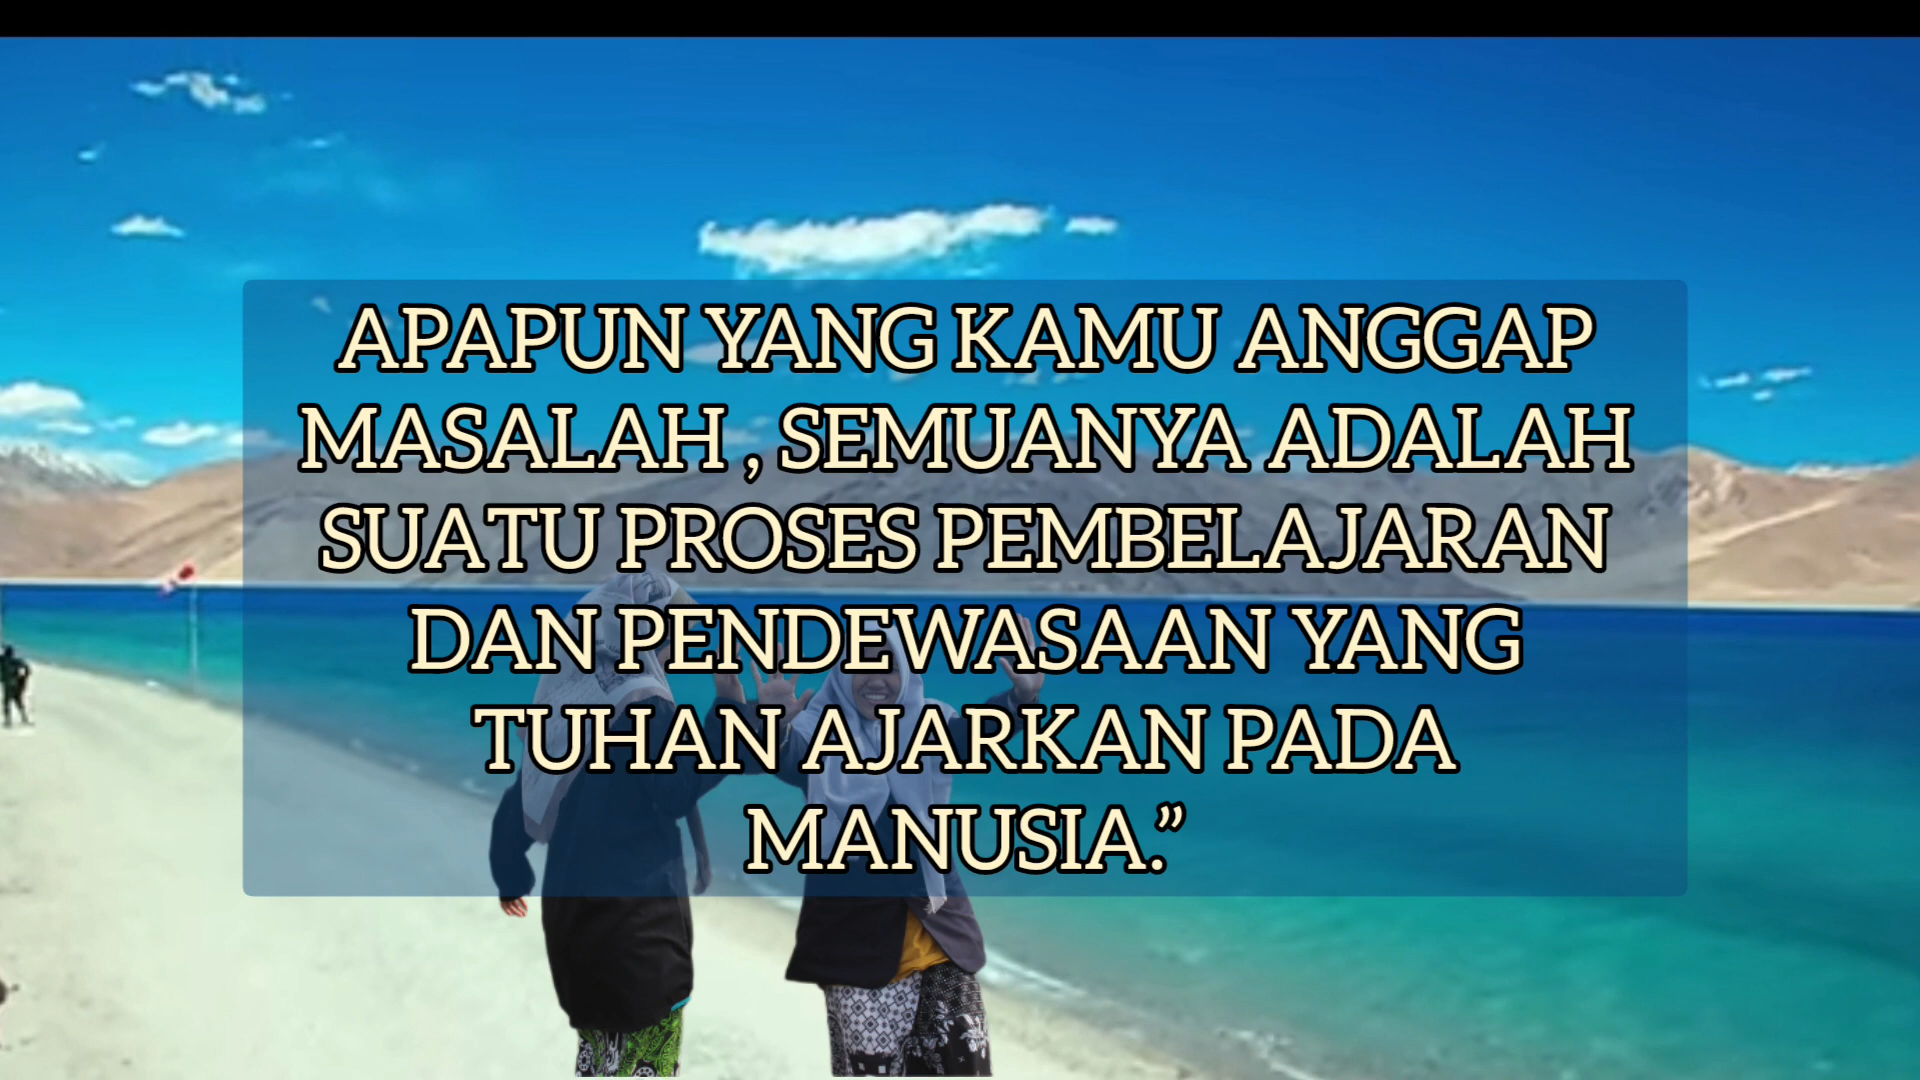 APAPUN YANG KAMU ANGGAP
MASALAH , SEMUANYA ADALAH
SUATU PROSES PEMBELAJARAN
DAN PENDEWASAAN YANG
TUHAN AJARKAN PADA
MANUSIA.”